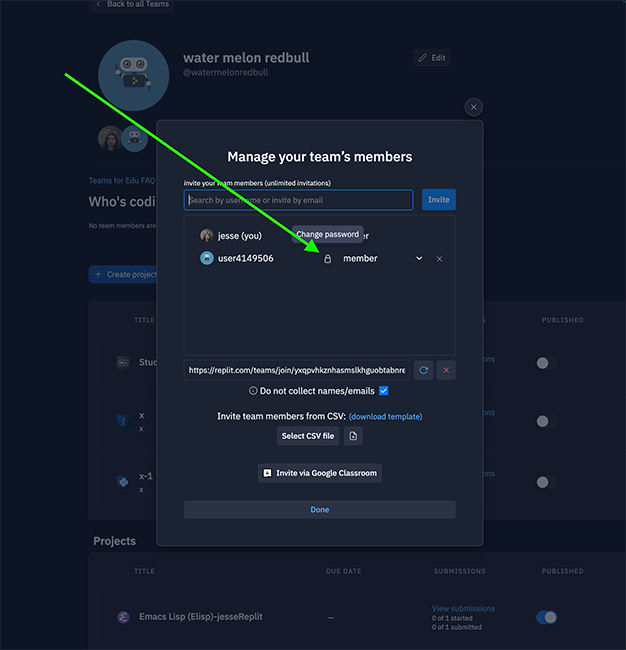 Back to all Teams
water melon redbull
@watermelonredbull
Edit
Manage your team's members
invite your team members (unlimited invitations)
Search by username or invite by email
Invite
Teams for Edu FAQ
Who's codi
No team members are
jesse (you)
Change password
er
user4149506
member
+ Create project
TITLE
S
PUBLISHED
Stud
ons
https://replit.com/teams/join/yxqpvhkznhasmslkhguobtabnre
Do not collect names/emails
x
x
ons
Invite team members from CSV: (download template)
Select CSV file
x-1
x
ons
Invite via Google Classroom
Done
Projects
TITLE
DUE DATE
SUBMISSIONS
PUBLISHED
Emacs Lisp (Elisp)-jesseReplit
—
View submissions
0 of 1 started
0 of 1 submitted